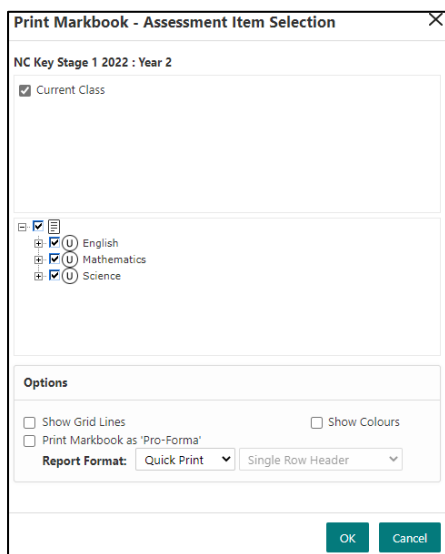 Print Markbook - Assessment Item Selection
NC Key Stage 1 2022 : Year 2
Current Class
U English
U Mathematics
U Science
Options
Show Grid Lines Show Colours
Print Markbook as 'Pro-Forma'
Report Format: Quick Print Single Row Header
OK Cancel